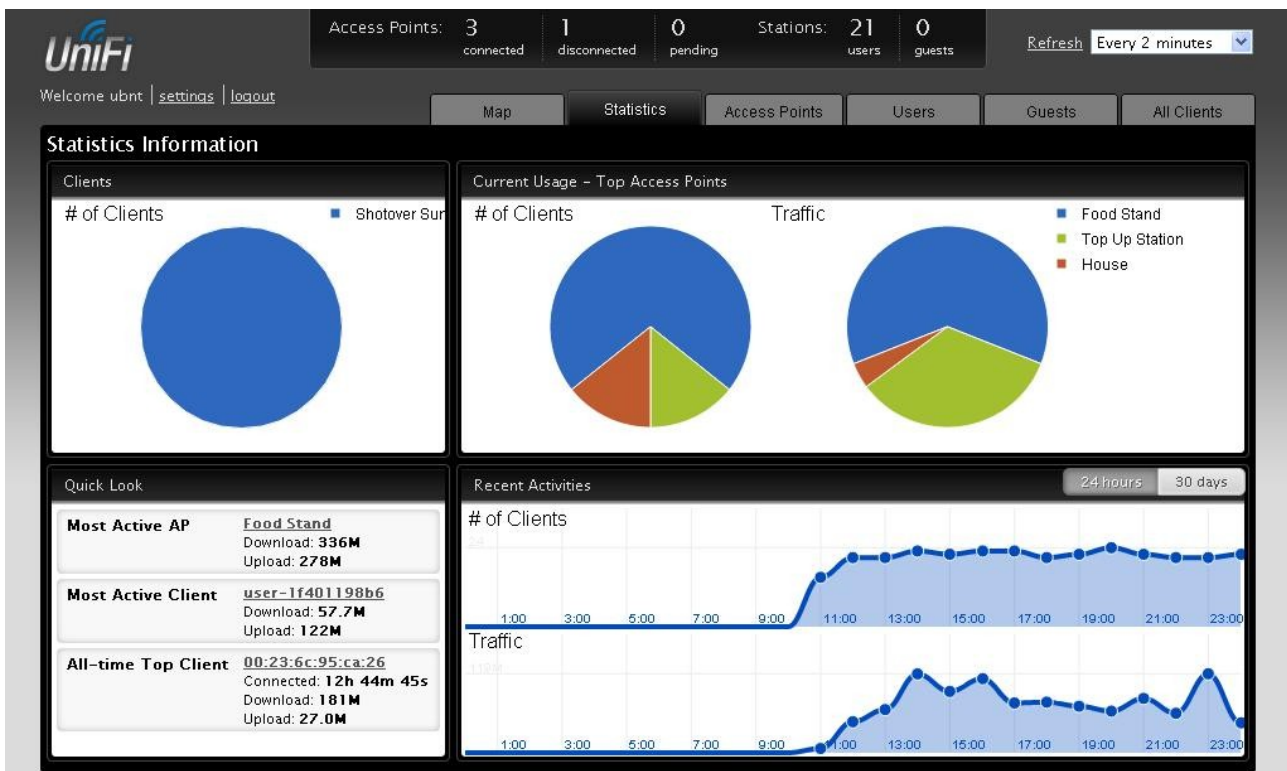 UniFi
Access Points: 3 connected 1 disconnected 0 pending Stations: 21 users 0 guests
Refresh Every 2 minutes
Welcome ubnt | settings | logout
Map Statistics Access Points Users Guests All Clients
Statistics Information
Clients
# of Clients
Shotover Sur
Current Usage - Top Access Points
# of Clients
Traffic
Food Stand
Top Up Station
House
Quick Look
Most Active AP Food Stand
Download: 336M
Upload: 278M
Most Active Client user-1f401198b6
Download: 57.7M
Upload: 122M
All-time Top Client 00:23:6c:95:ca:26
Connected: 12h 44m 45s
Download: 181M
Upload: 27.0M
Recent Activities
24 hours 30 days
# of Clients
24
1:00 3:00 5:00 7:00 9:00 11:00 13:00 15:00 17:00 19:00 21:00 23:00
Traffic
1:00 3:00 5:00 7:00 9:00 11:00 13:00 15:00 17:00 19:00 21:00 23:00